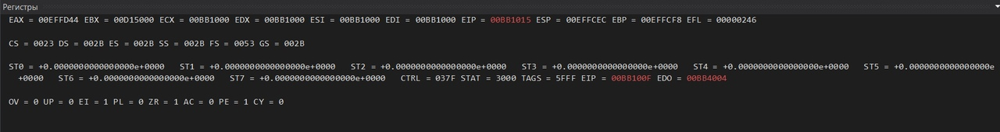 Регистры
EAX = 00EFFD44 EBX = 00D15000 ECX = 00BB1000 EDX = 00BB1000 ESI = 00BB1000 EDI = 00BB1000 EIP = 00BB1015 ESP = 00EFFCEC EBP = 00EFFCF8 EFL = 00000246
CS = 0023 DS = 002B ES = 002B SS = 002B FS = 0053 GS = 002B
ST0 = +0.0000000000000000e+0000 ST1 = +0.0000000000000000e+0000 ST2 = +0.0000000000000000e+0000 ST3 = +0.0000000000000000e+0000 ST4 = +0.0000000000000000e+0000 ST5 = +0.0000000000000000e
+0000 ST6 = +0.0000000000000000e+0000 ST7 = +0.0000000000000000e+0000 CTRL = 037F STAT = 3000 TAGS = 5FFF EIP = 00BB100F EDO = 00BB4004
OV = 0 UP = 0 EI = 1 PL = 0 ZR = 1 AC = 0 PE = 1 CY = 0